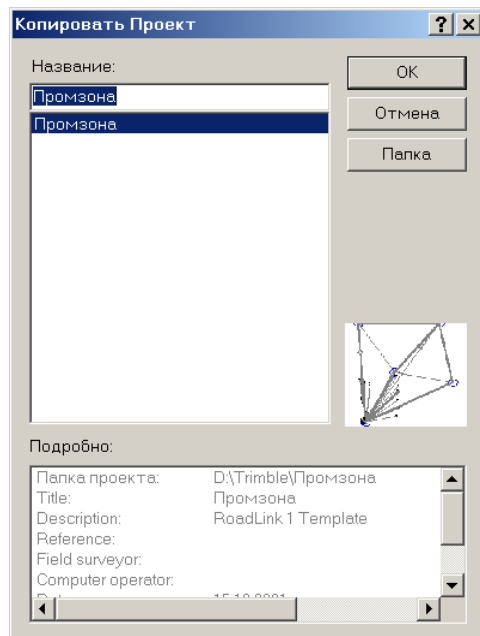 Копировать Проект
Название:
Промзона
Промзона
OK
Отмена
Папка
Подробно:
Папка проекта: D:\Trimble\Промзона
Title: Промзона
Description: RoadLink 1 Template
Reference:
Field surveyor:
Computer operator: